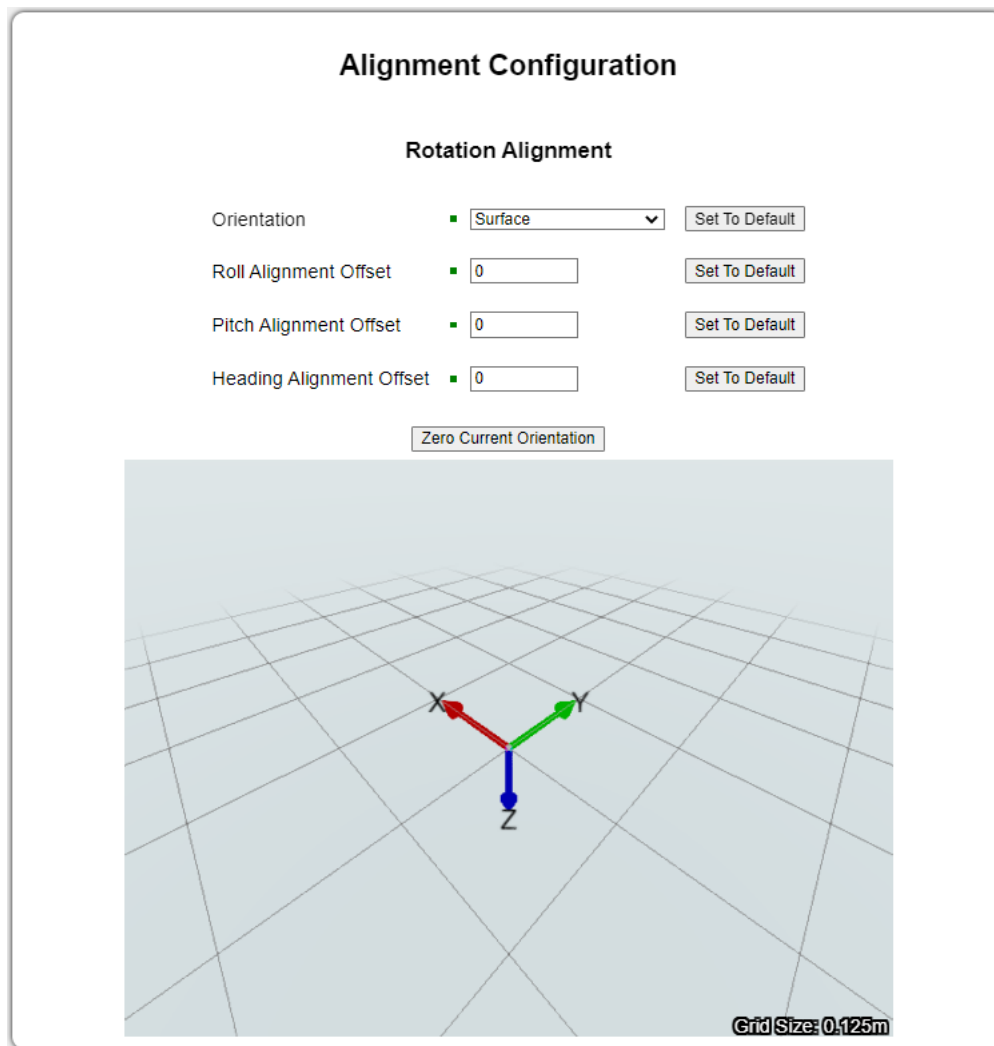 Alignment Configuration
Rotation Alignment
Orientation Surface Set To Default
Roll Alignment Offset 0 Set To Default
Pitch Alignment Offset 0 Set To Default
Heading Alignment Offset 0 Set To Default
Zero Current Orientation
X Y
Z
Grid Size: 0.125m